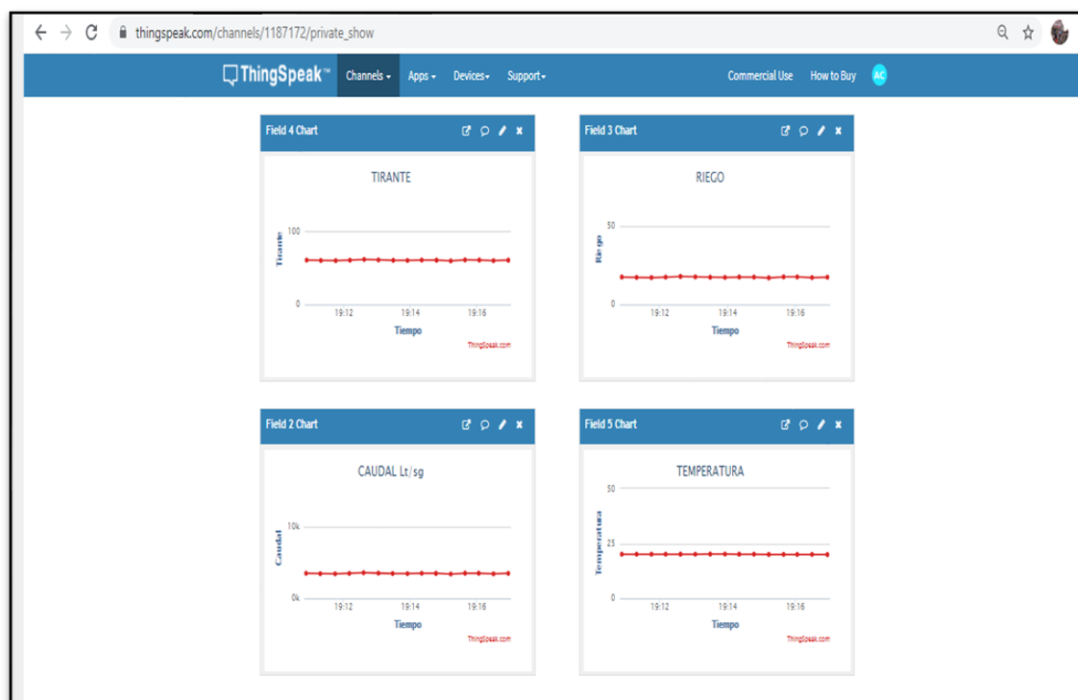 thingspeak.com/channels/1187172/private_show
ThingSpeak™ Channels Apps Devices Support Commercial Use How to Buy AC
Field 4 Chart
TIRANTE
Tirante
100
0
19:12 19:14 19:16
Tiempo
ThingSpeak.com
Field 3 Chart
RIEGO
Riego
50
0
19:12 19:14 19:16
Tiempo
ThingSpeak.com
Field 2 Chart
CAUDAL Lt/sg
Caudal
10k
0k
19:12 19:14 19:16
Tiempo
ThingSpeak.com
Field 5 Chart
TEMPERATURA
Temperatura
50
25
0
19:12 19:14 19:16
Tiempo
ThingSpeak.com